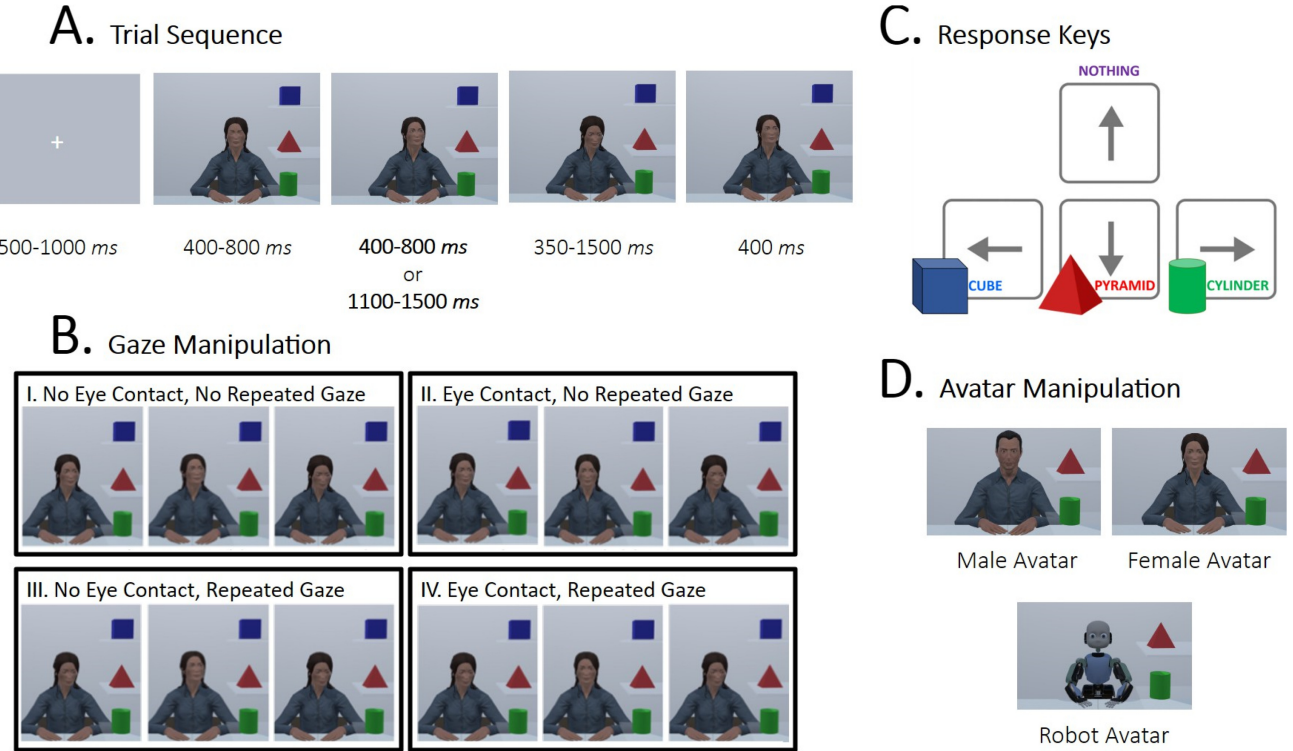 A. Trial Sequence
500-1000 ms
400-800 ms
400-800 ms
or
1100-1500 ms
350-1500 ms
400 ms
B. Gaze Manipulation
I. No Eye Contact, No Repeated Gaze
II. Eye Contact, No Repeated Gaze
III. No Eye Contact, Repeated Gaze
IV. Eye Contact, Repeated Gaze
C. Response Keys
NOTHING
CUBE
PYRAMID
CYLINDER
D. Avatar Manipulation
Male Avatar
Female Avatar
Robot Avatar